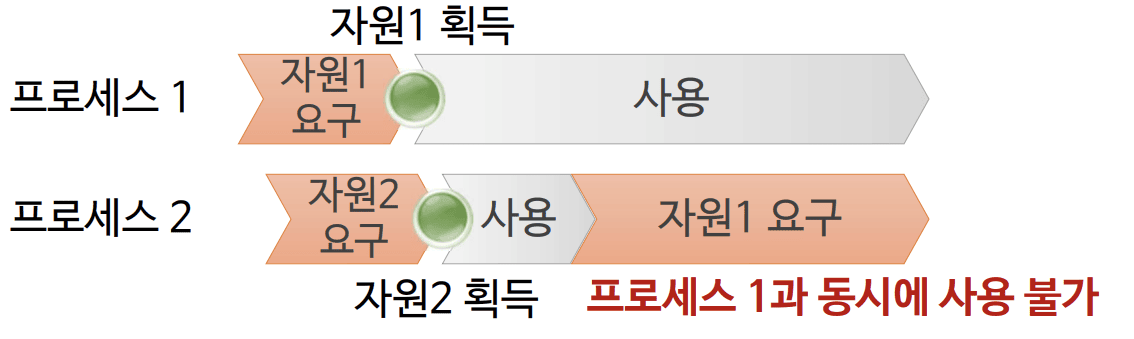 자원1 획득
프로세스 1
자원1
요구
사용
프로세스 2
자원2
요구
사용
자원1 요구
자원2 획득
프로세스 1과 동시에 사용 불가